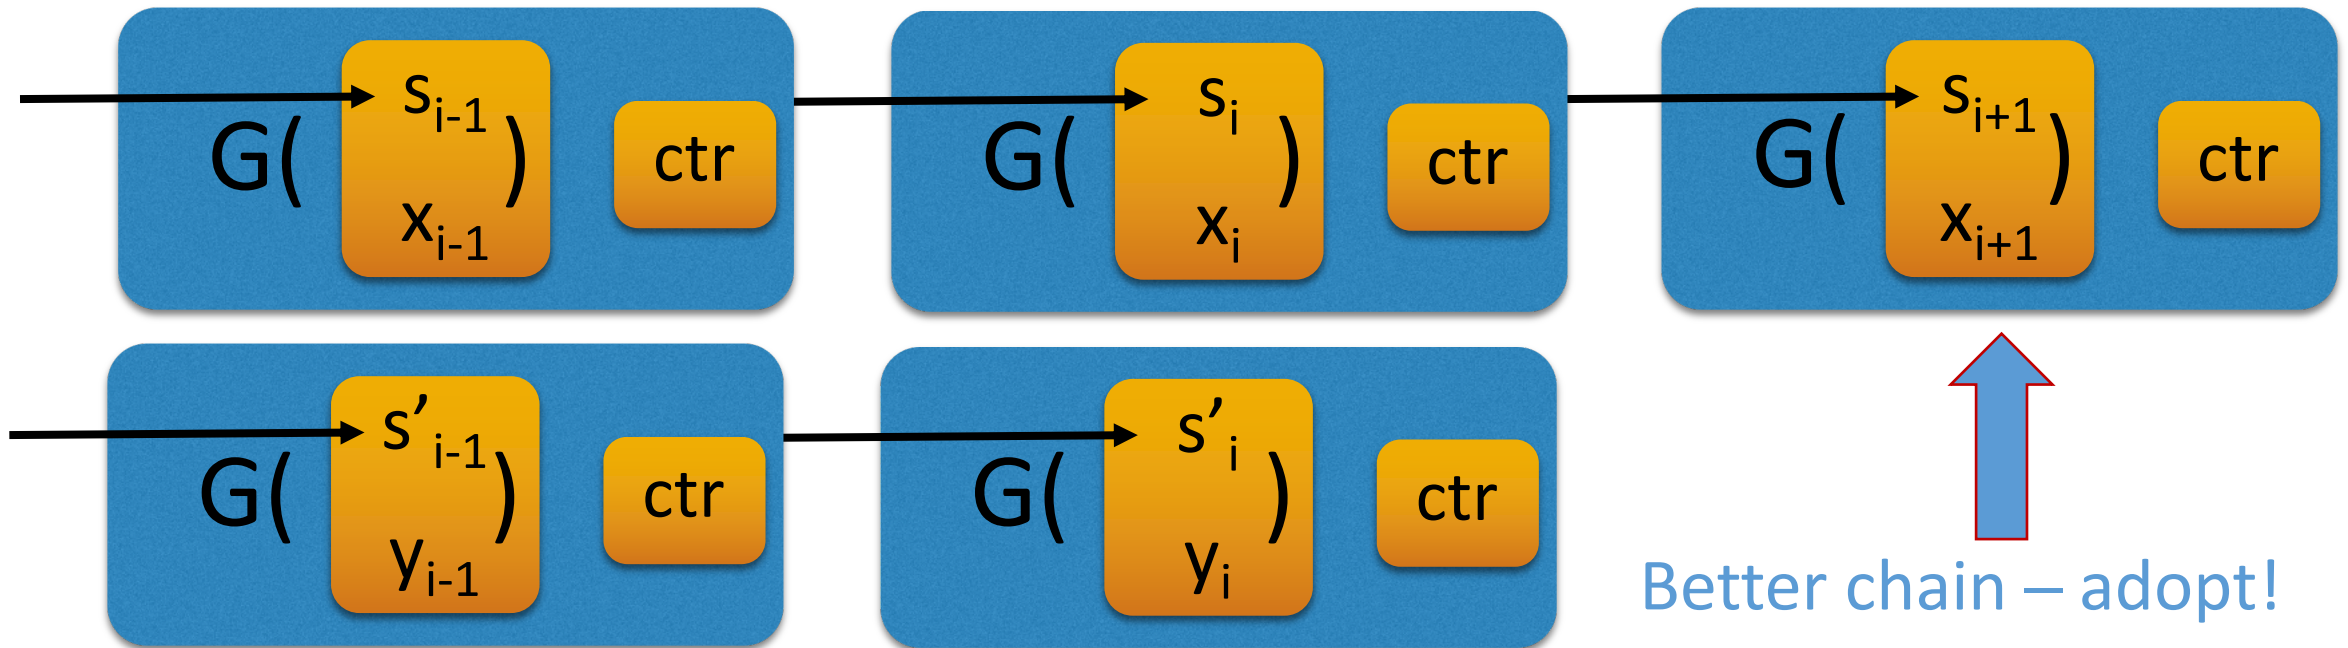 G( s_{i-1} ) ctr
x_{i-1}
G( s_i ) ctr
x_i
G( s_{i+1} ) ctr
x_{i+1}
G( s’_{i-1} ) ctr
y_{i-1}
G( s’_i ) ctr
y_i
Better chain – adopt!